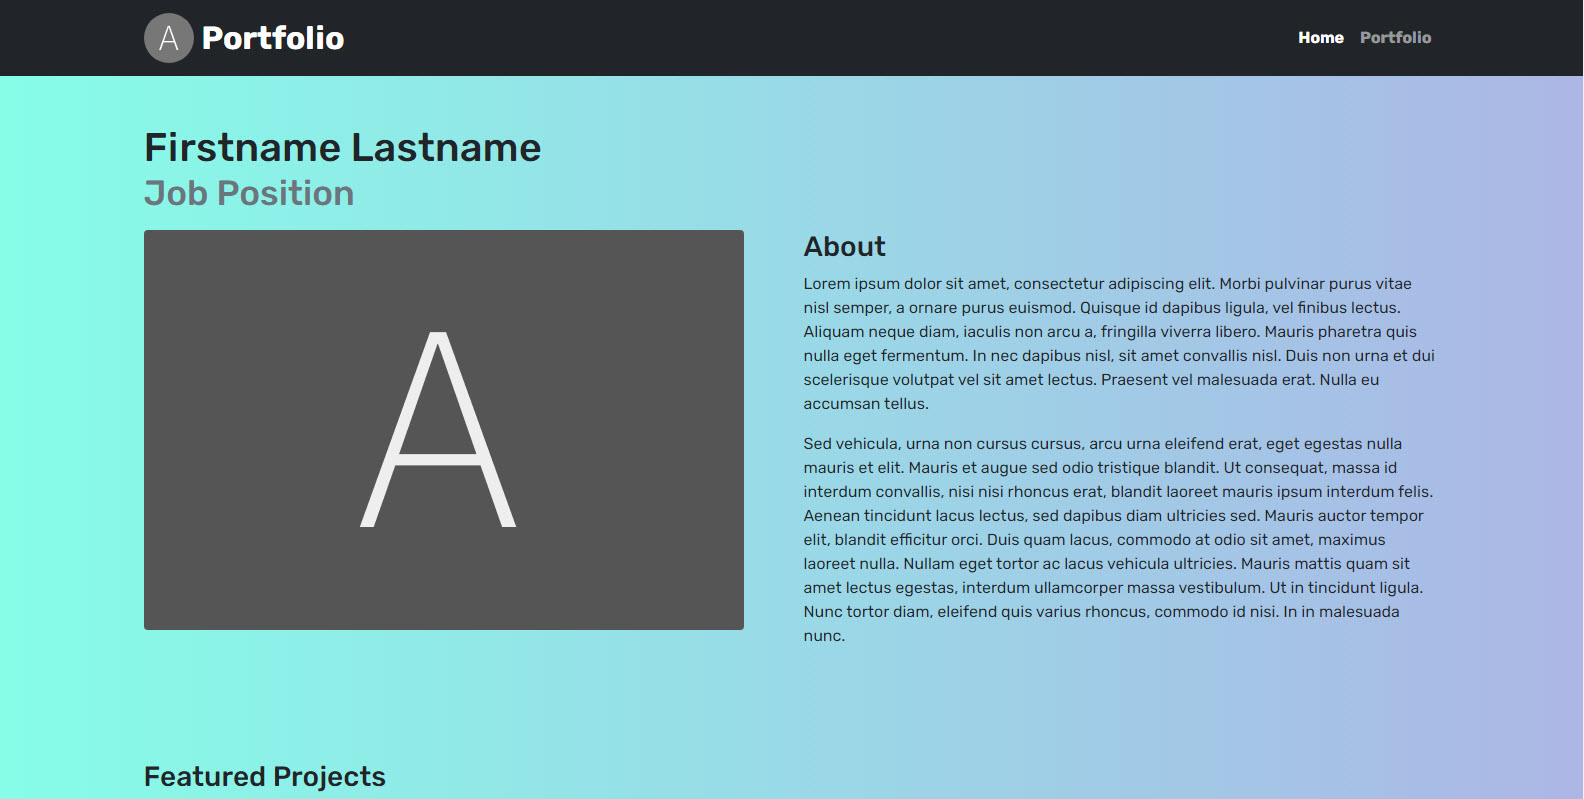 A Portfolio
Home Portfolio
Firstname Lastname
Job Position
A
About
Lorem ipsum dolor sit amet, consectetur adipiscing elit. Morbi pulvinar purus vitae
nisl semper, a ornare purus euismod. Quisque id dapibus ligula, vel finibus lectus.
Aliquam neque diam, iaculis non arcu a, fringilla viverra libero. Mauris pharetra quis
nulla eget fermentum. In nec dapibus nisl, sit amet convallis nisl. Duis non urna et dui
scelerisque volutpat vel sit amet lectus. Praesent vel malesuada erat. Nulla eu
accumsan tellus.
Sed vehicula, urna non cursus cursus, arcu urna eleifend erat, eget egestas nulla
mauris et elit. Mauris et augue sed odio tristique blandit. Ut consequat, massa id
interdum convallis, nisi nisi rhoncus erat, blandit laoreet mauris ipsum interdum felis.
Aenean tincidunt lacus lectus, sed dapibus diam ultricies sed. Mauris auctor tempor
elit, blandit efficitur orci. Duis quam lacus, commodo at odio sit amet, maximus
laoreet nulla. Nullam eget tortor ac lacus vehicula ultricies. Mauris mattis quam sit
amet lectus egestas, interdum ullamcorper massa vestibulum. Ut in tincidunt ligula.
Nunc tortor diam, eleifend quis varius rhoncus, commodo id nisi. In in malesuada
nunc.
Featured Projects